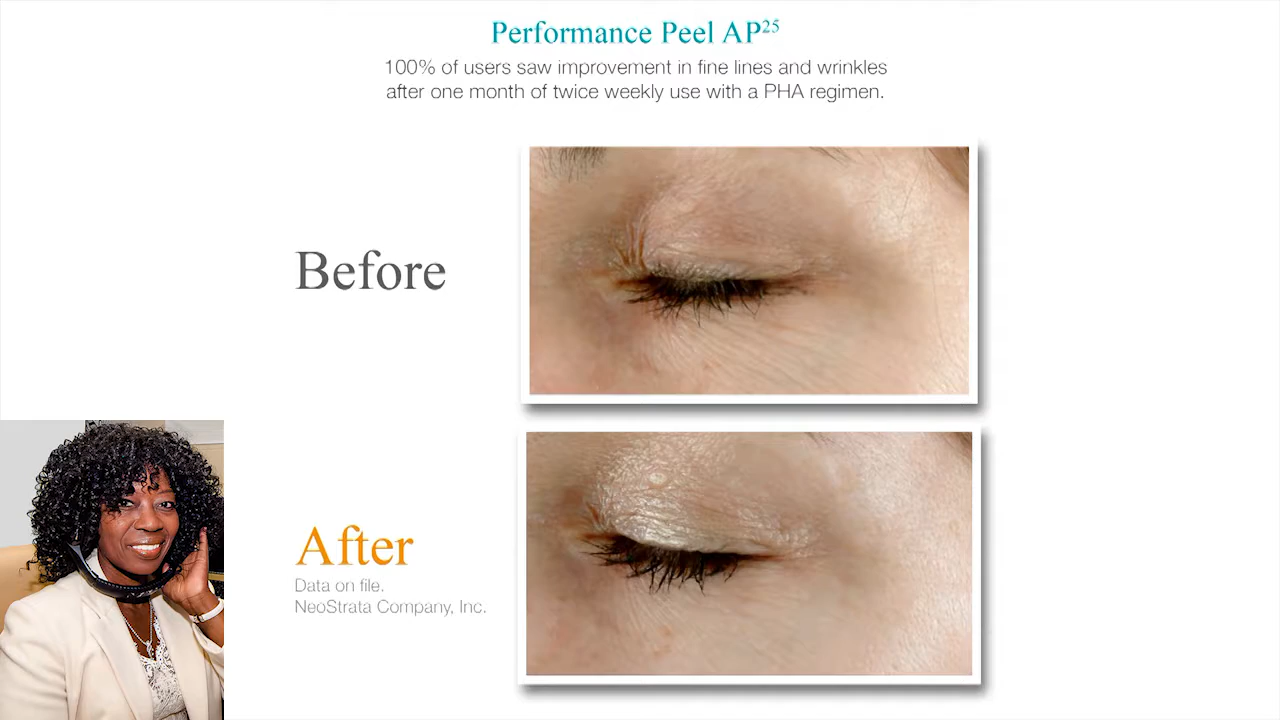 Performance Peel AP²⁵
100% of users saw improvement in fine lines and wrinkles
after one month of twice weekly use with a PHA regimen.
Before
After
Data on file.
NeoStrata Company, Inc.